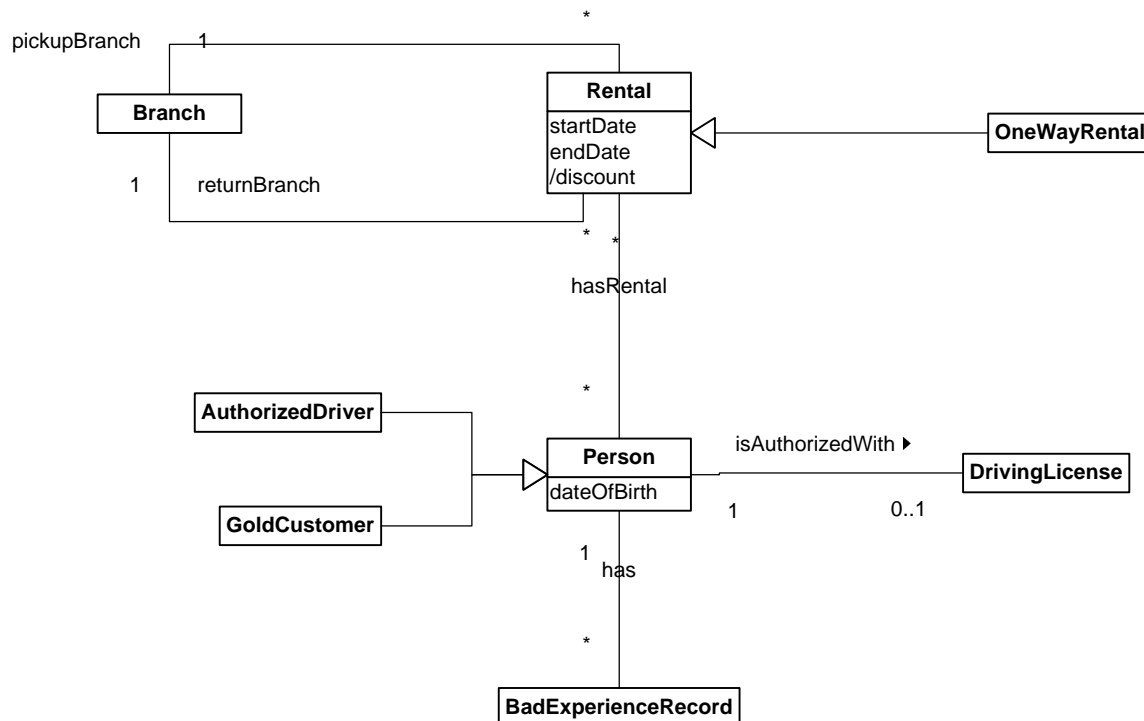 *
pickupBranch 1
Branch
Rental
startDate
endDate
/discount
OneWayRental
1 returnBranch
* *
hasRental
*
AuthorizedDriver
Person
dateOfBirth
isAuthorizedWith
DrivingLicense
1 0..1
GoldCustomer
1
has
*
BadExperienceRecord